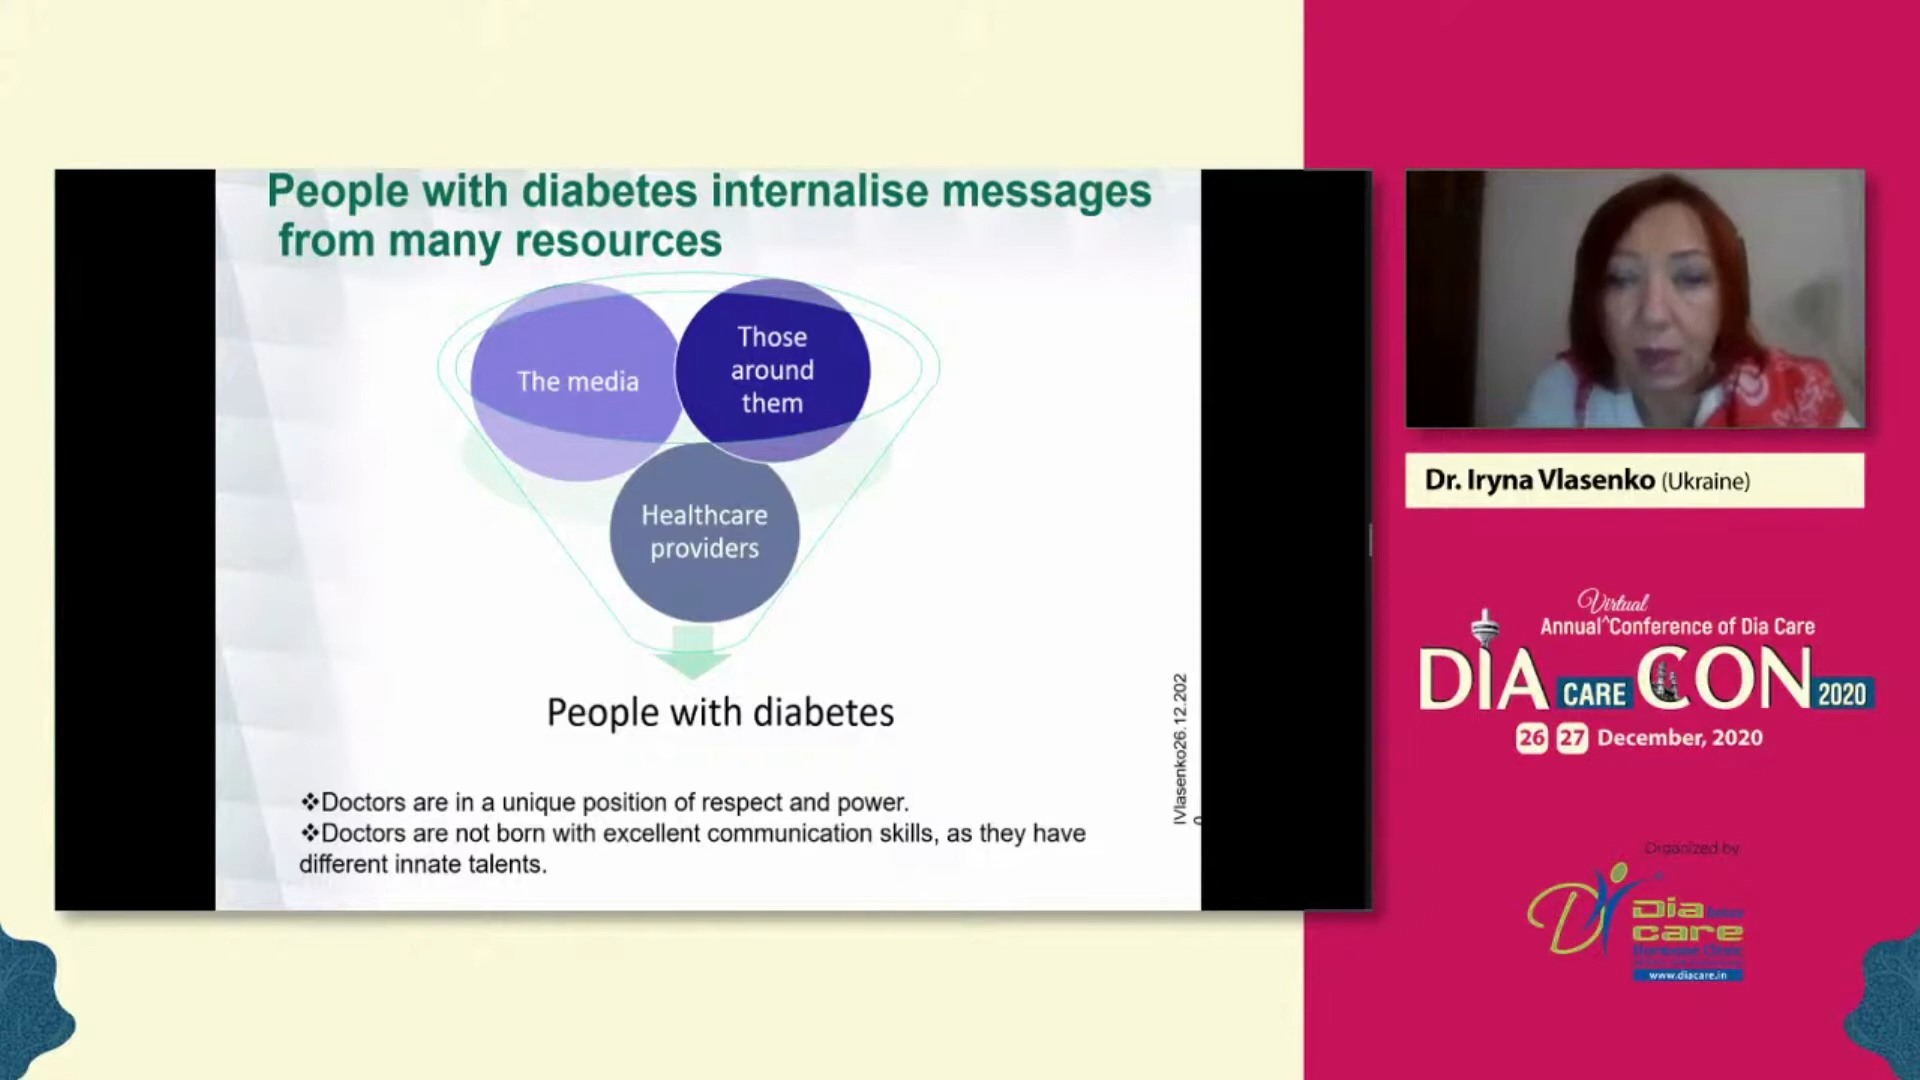 People with diabetes internalise messages
from many resources
The media
Those
around
them
Healthcare
providers
People with diabetes
❖Doctors are in a unique position of respect and power.
❖Doctors are not born with excellent communication skills, as they have
different innate talents.
IVlasenko26.12.202
0
Dr. Iryna Vlasenko (Ukraine)
Virtual
Annual^Conference of Dia Care
DIA CARE CON 2020
26 27 December, 2020
Organized by
Dia
care
www.diacare.in